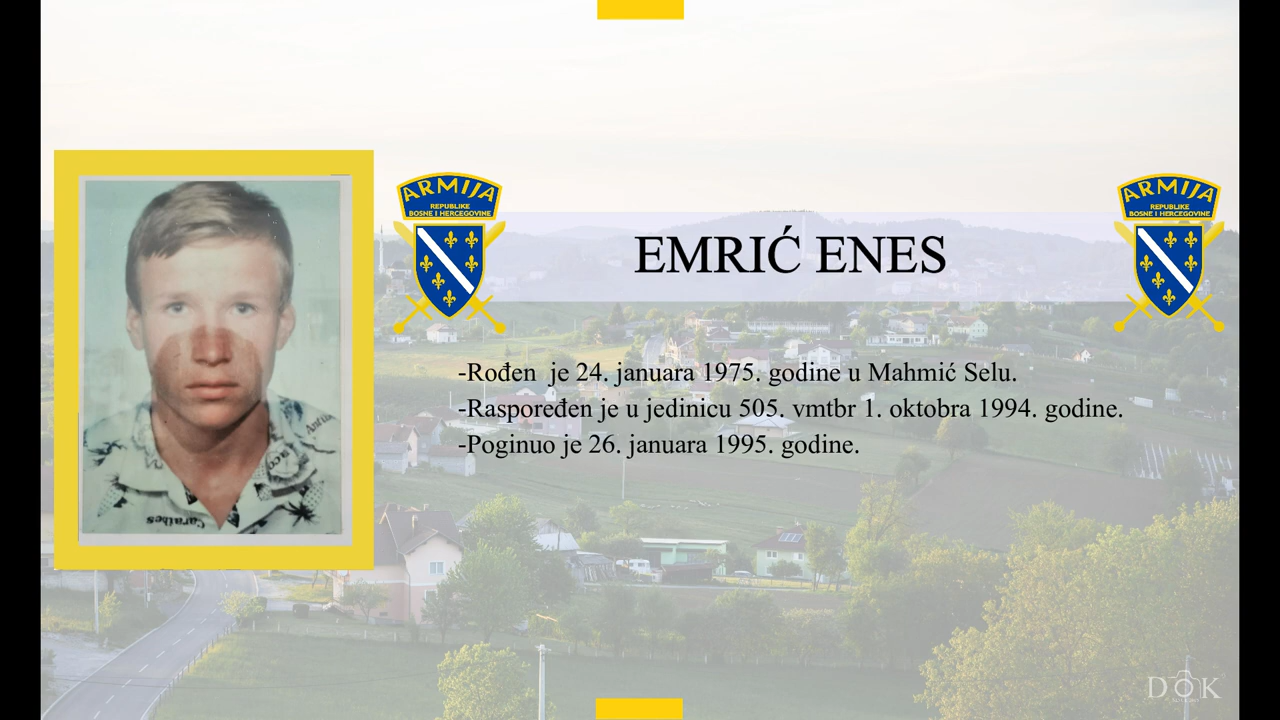 ARMIJA
REPUBLIKE
BOSNE I HERCEGOVINE
ARMIJA
REPUBLIKE
BOSNE I HERCEGOVINE
EMRIĆ ENES
-Rođen je 24. januara 1975. godine u Mahmić Selu.
-Raspoređen je u jedinicu 505. vmtbr 1. oktobra 1994. godine.
-Poginuo je 26. januara 1995. godine.
Caraibes
DOK